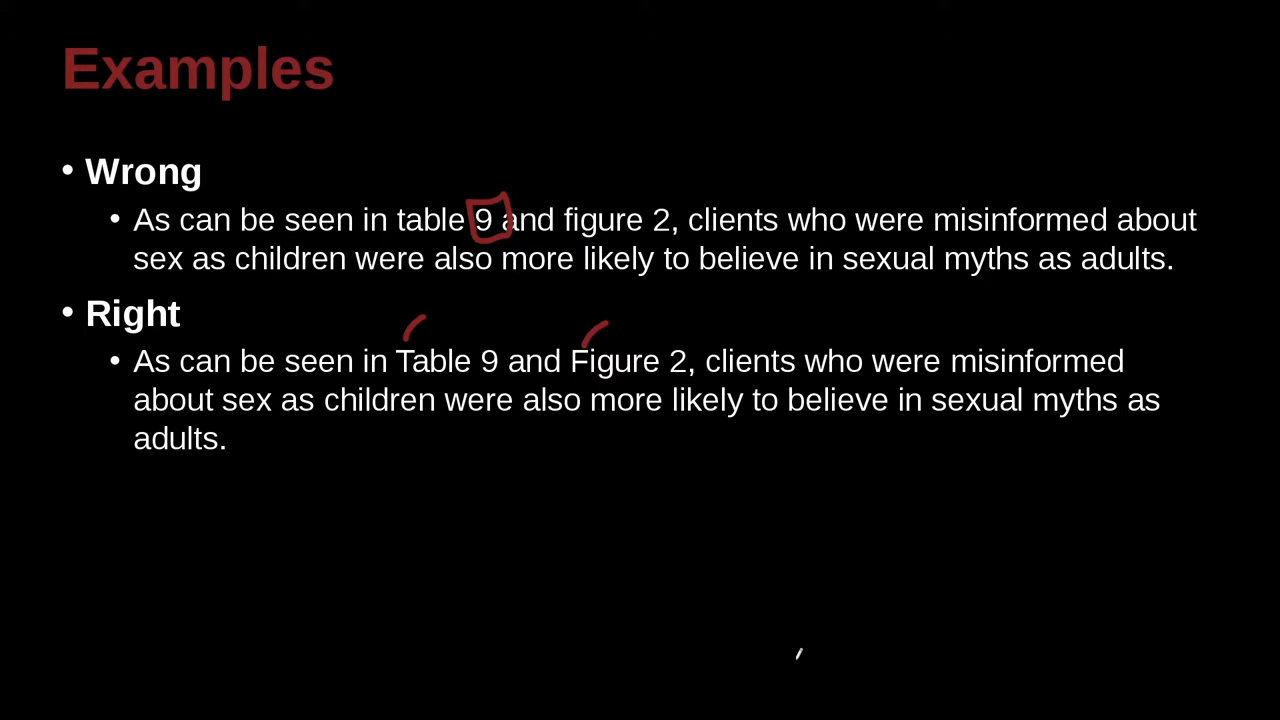 Examples
• Wrong
• As can be seen in table 9 and figure 2, clients who were misinformed about
sex as children were also more likely to believe in sexual myths as adults.
• Right
• As can be seen in Table 9 and Figure 2, clients who were misinformed
about sex as children were also more likely to believe in sexual myths as
adults.